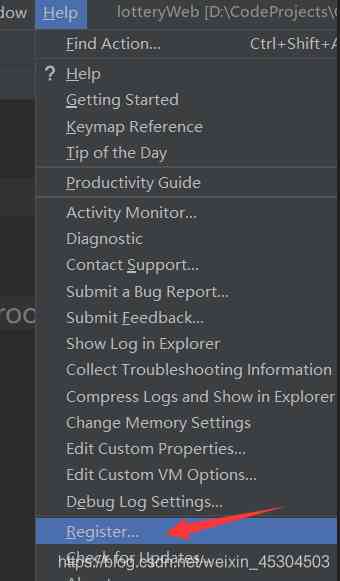 dow Help lotteryWeb [D:\CodeProjects\
Find Action... Ctrl+Shift+A
? Help
Getting Started
Keymap Reference
Tip of the Day
Productivity Guide
Activity Monitor...
Diagnostic
Contact Support...
Submit a Bug Report...
Submit Feedback...
Show Log in Explorer
Collect Troubleshooting Information
Compress Logs and Show in Explorer
Change Memory Settings
Edit Custom Properties...
Edit Custom VM Options...
Debug Log Settings...
Register...
Check for Updates...
https://blog.csdn.net/weixin_45304503
About